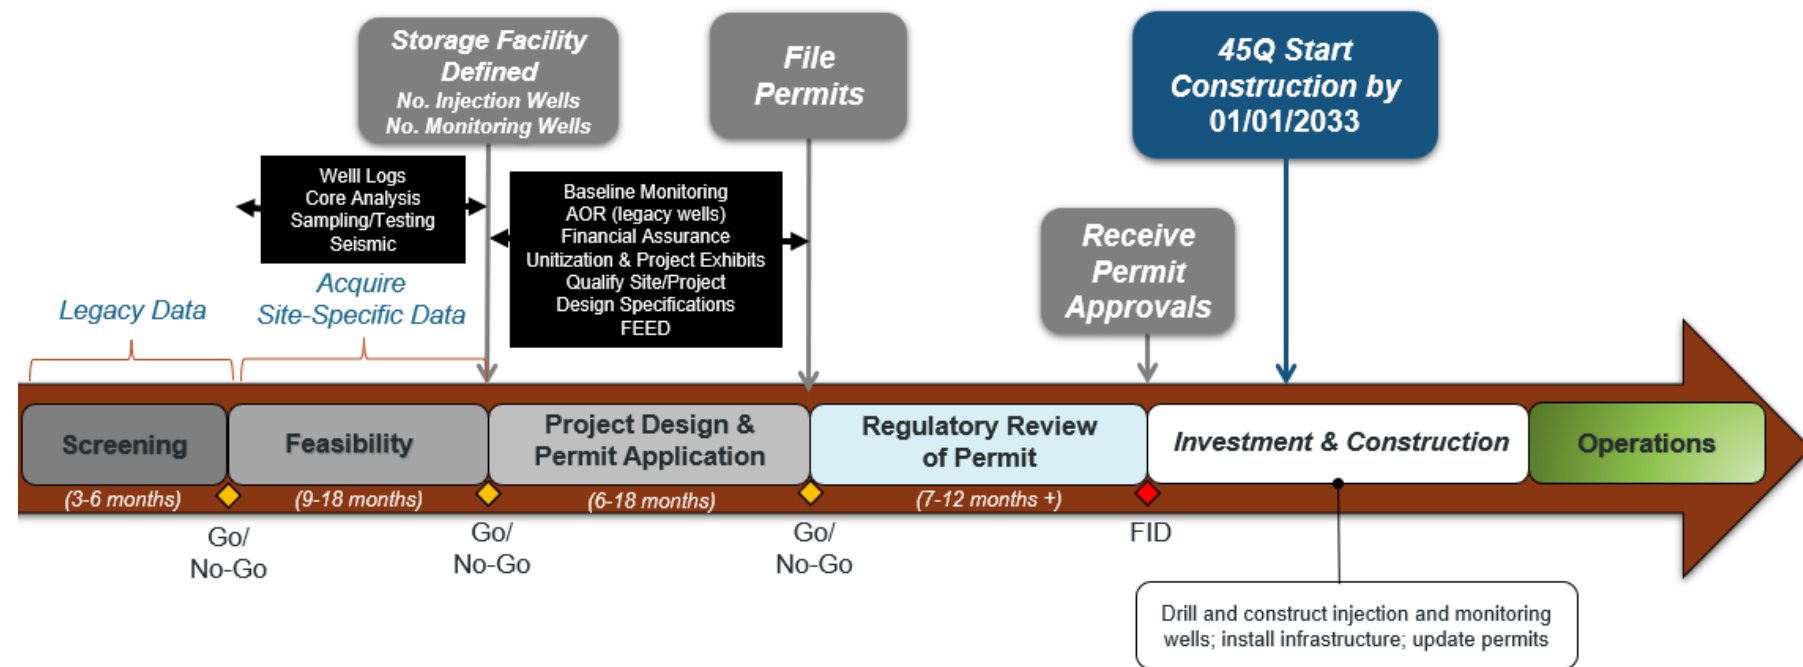 Storage Facility
Defined
No. Injection Wells
No. Monitoring Wells
File
Permits
45Q Start
Construction by
01/01/2033
Welll Logs
Core Analysis
Sampling/Testing
Seismic
Baseline Monitoring
AOR (legacy wells)
Financial Assurance
Unitization & Project Exhibits
Qualify Site/Project
Design Specifications
FEED
Receive
Permit
Approvals
Legacy Data
Acquire
Site-Specific Data
Screening
(3-6 months)
Feasibility
(9-18 months)
Project Design &
Permit Application
(6-18 months)
Regulatory Review
of Permit
(7-12 months +)
Investment & Construction
Operations
Go/
No-Go
Go/
No-Go
Go/
No-Go
FID
Drill and construct injection and monitoring
wells; install infrastructure; update permits